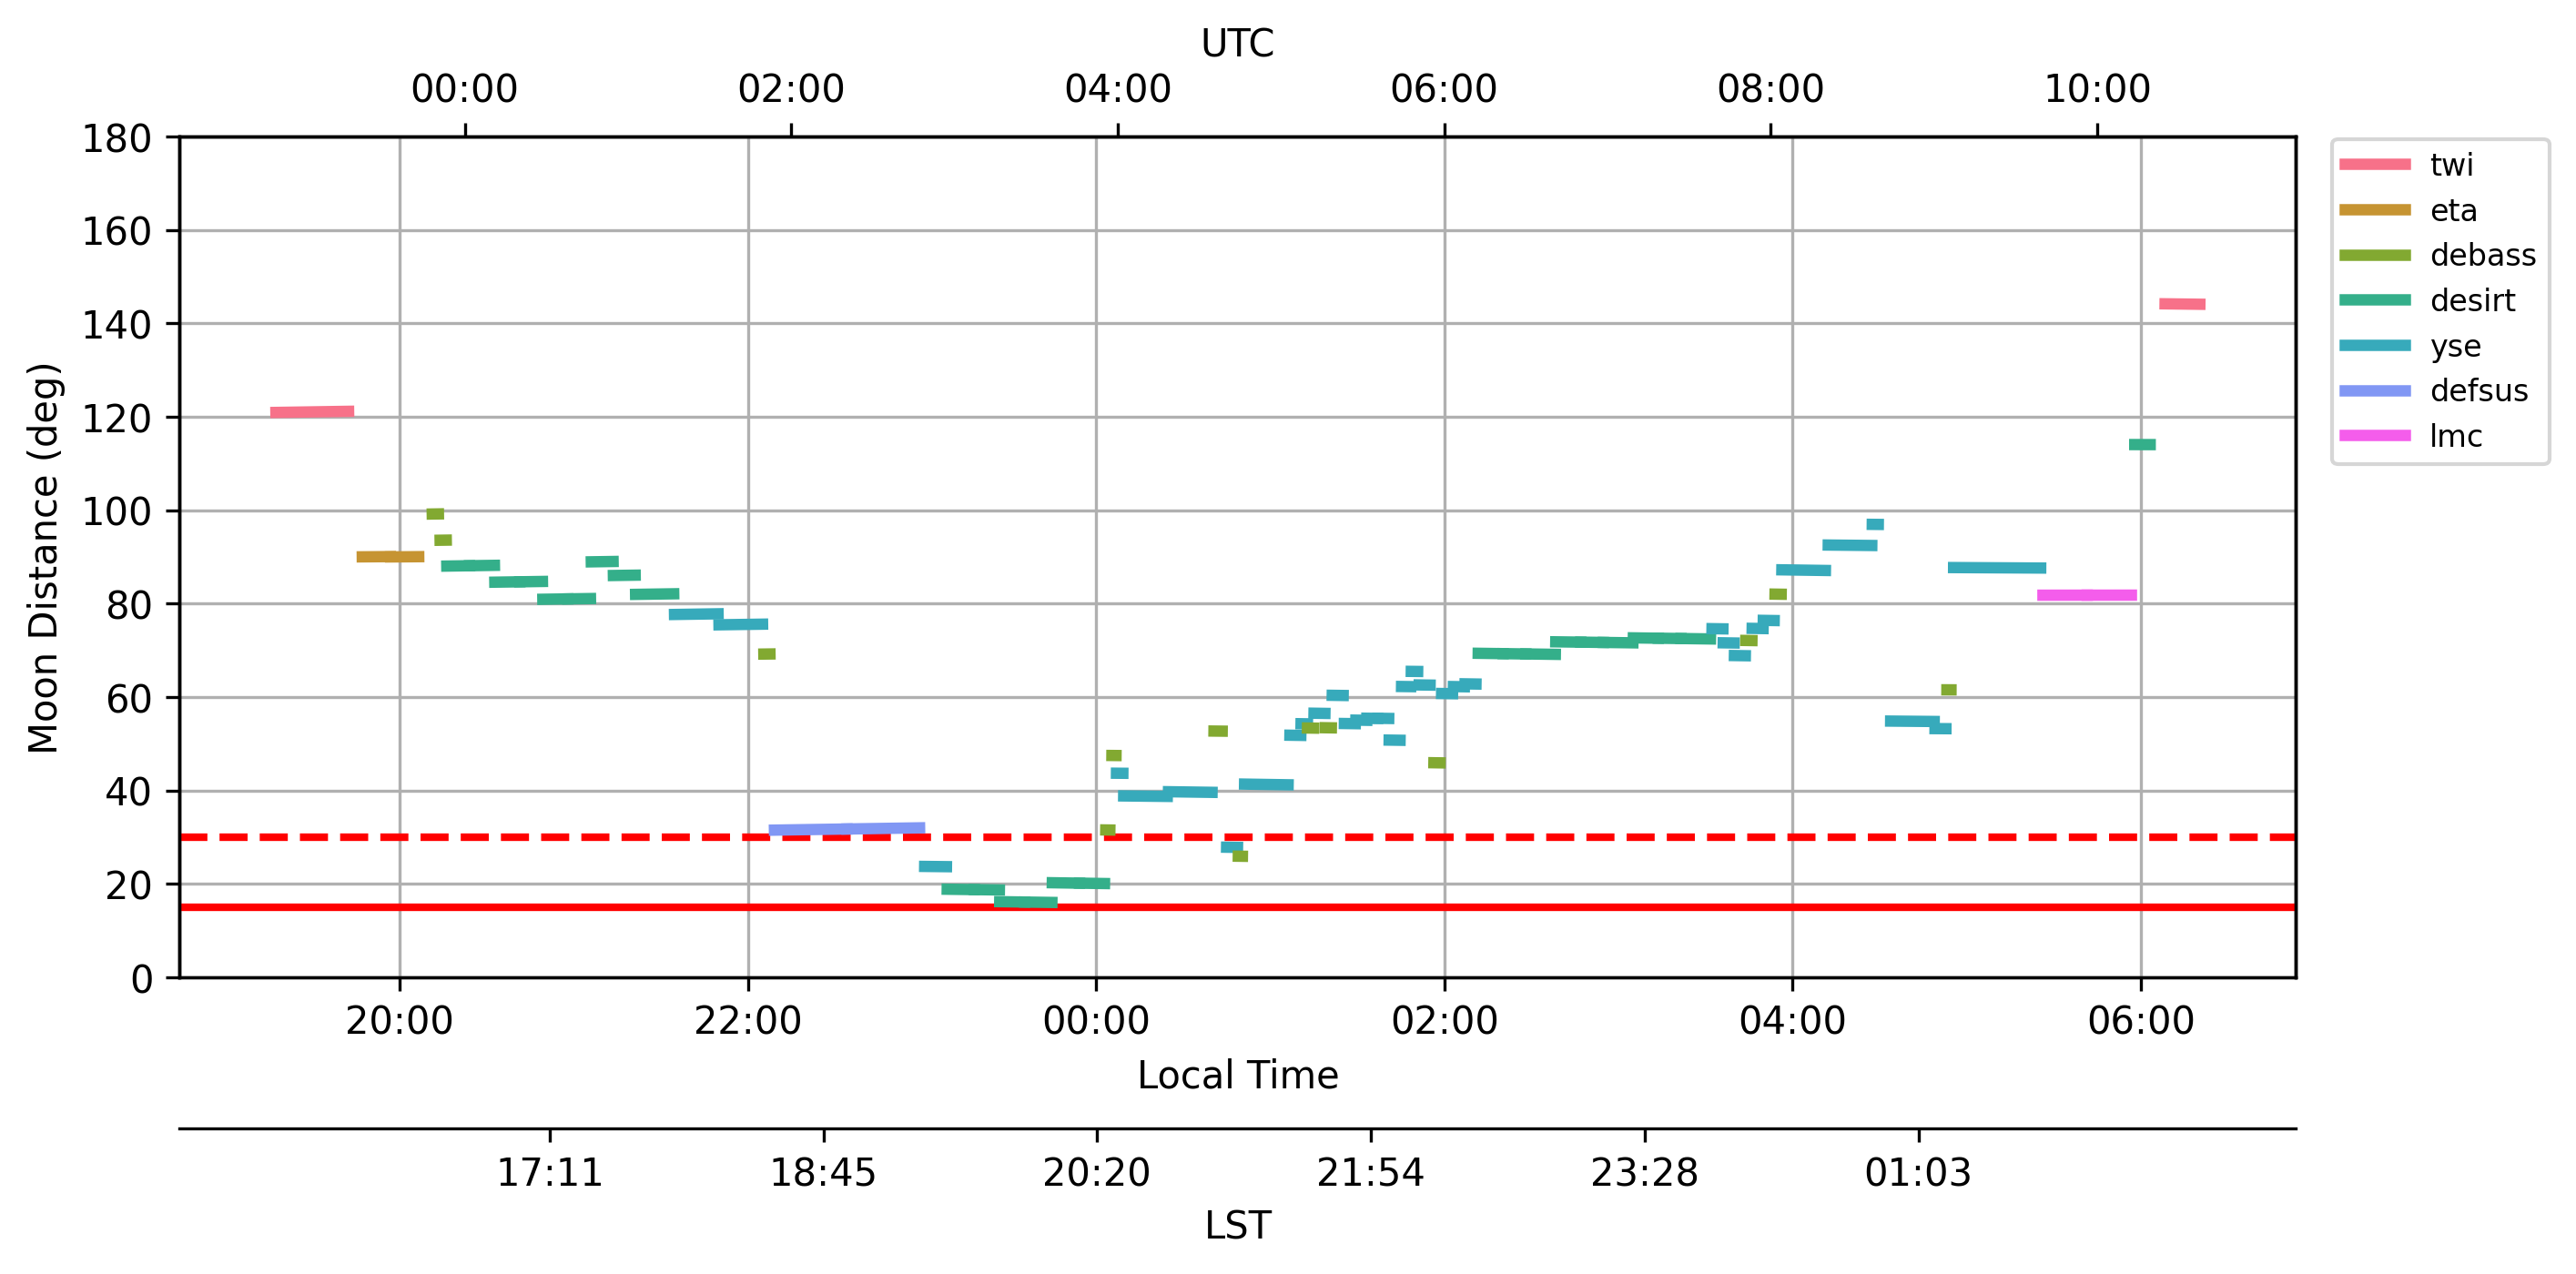 UTC
00:00 02:00 04:00 06:00 08:00 10:00
180
160
140
120
100
80
60
40
20
0
Moon Distance (deg)
twi
eta
debass
desirt
yse
defsus
lmc
20:00 22:00 00:00 02:00 04:00 06:00
Local Time
17:11 18:45 20:20 21:54 23:28 01:03
LST